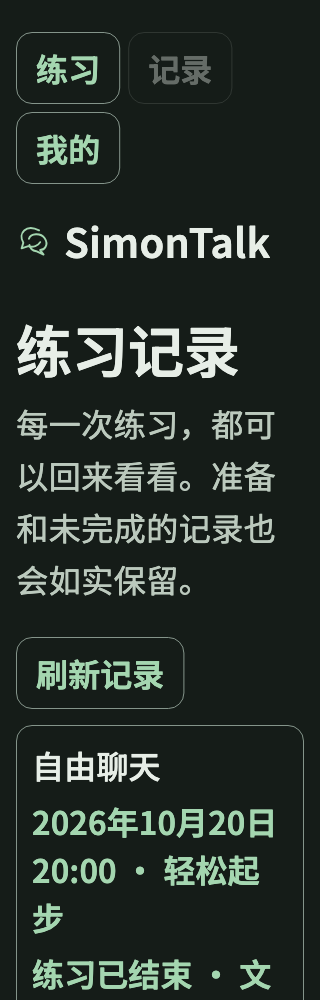 练习 记录
我的
SimonTalk
练习记录
每一次练习，都可
以回来看看。准备
和未完成的记录也
会如实保留。
刷新记录
自由聊天
2026年10月20日
20:00 · 轻松起
步
练习已结束 · 文